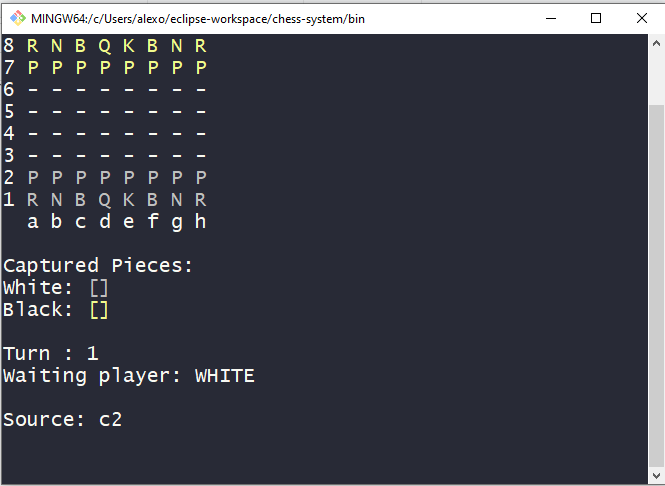 MINGW64:/c/Users/alexo/eclipse-workspace/chess-system/bin
8 R N B Q K B N R
7 P P P P P P P P
6 - - - - - - - -
5 - - - - - - - -
4 - - - - - - - -
3 - - - - - - - -
2 P P P P P P P P
1 R N B Q K B N R
  a b c d e f g h
Captured Pieces:
White: []
Black: []
Turn : 1
Waiting player: WHITE
Source: c2